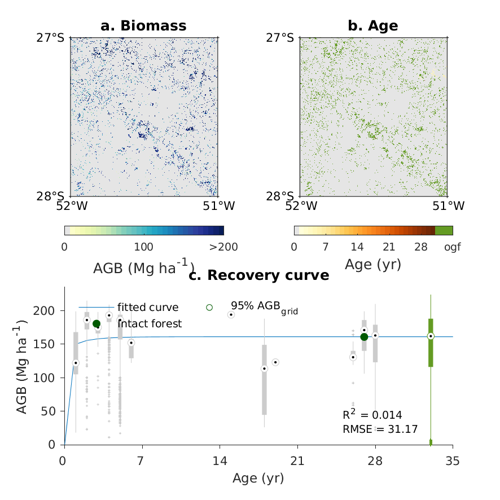 a. Biomass
b. Age
27°S
28°S
52°W
51°W
27°S
28°S
52°W
51°W
0
100
>200
AGB (Mg ha⁻¹)
0
7
14
21
28
ogf
Age (yr)
c. Recovery curve
AGB (Mg ha⁻¹)
200
150
100
50
0
fitted curve
95% AGBgrid
Intact forest
R² = 0.014
RMSE = 31.17
0
7
14
21
28
35
Age (yr)